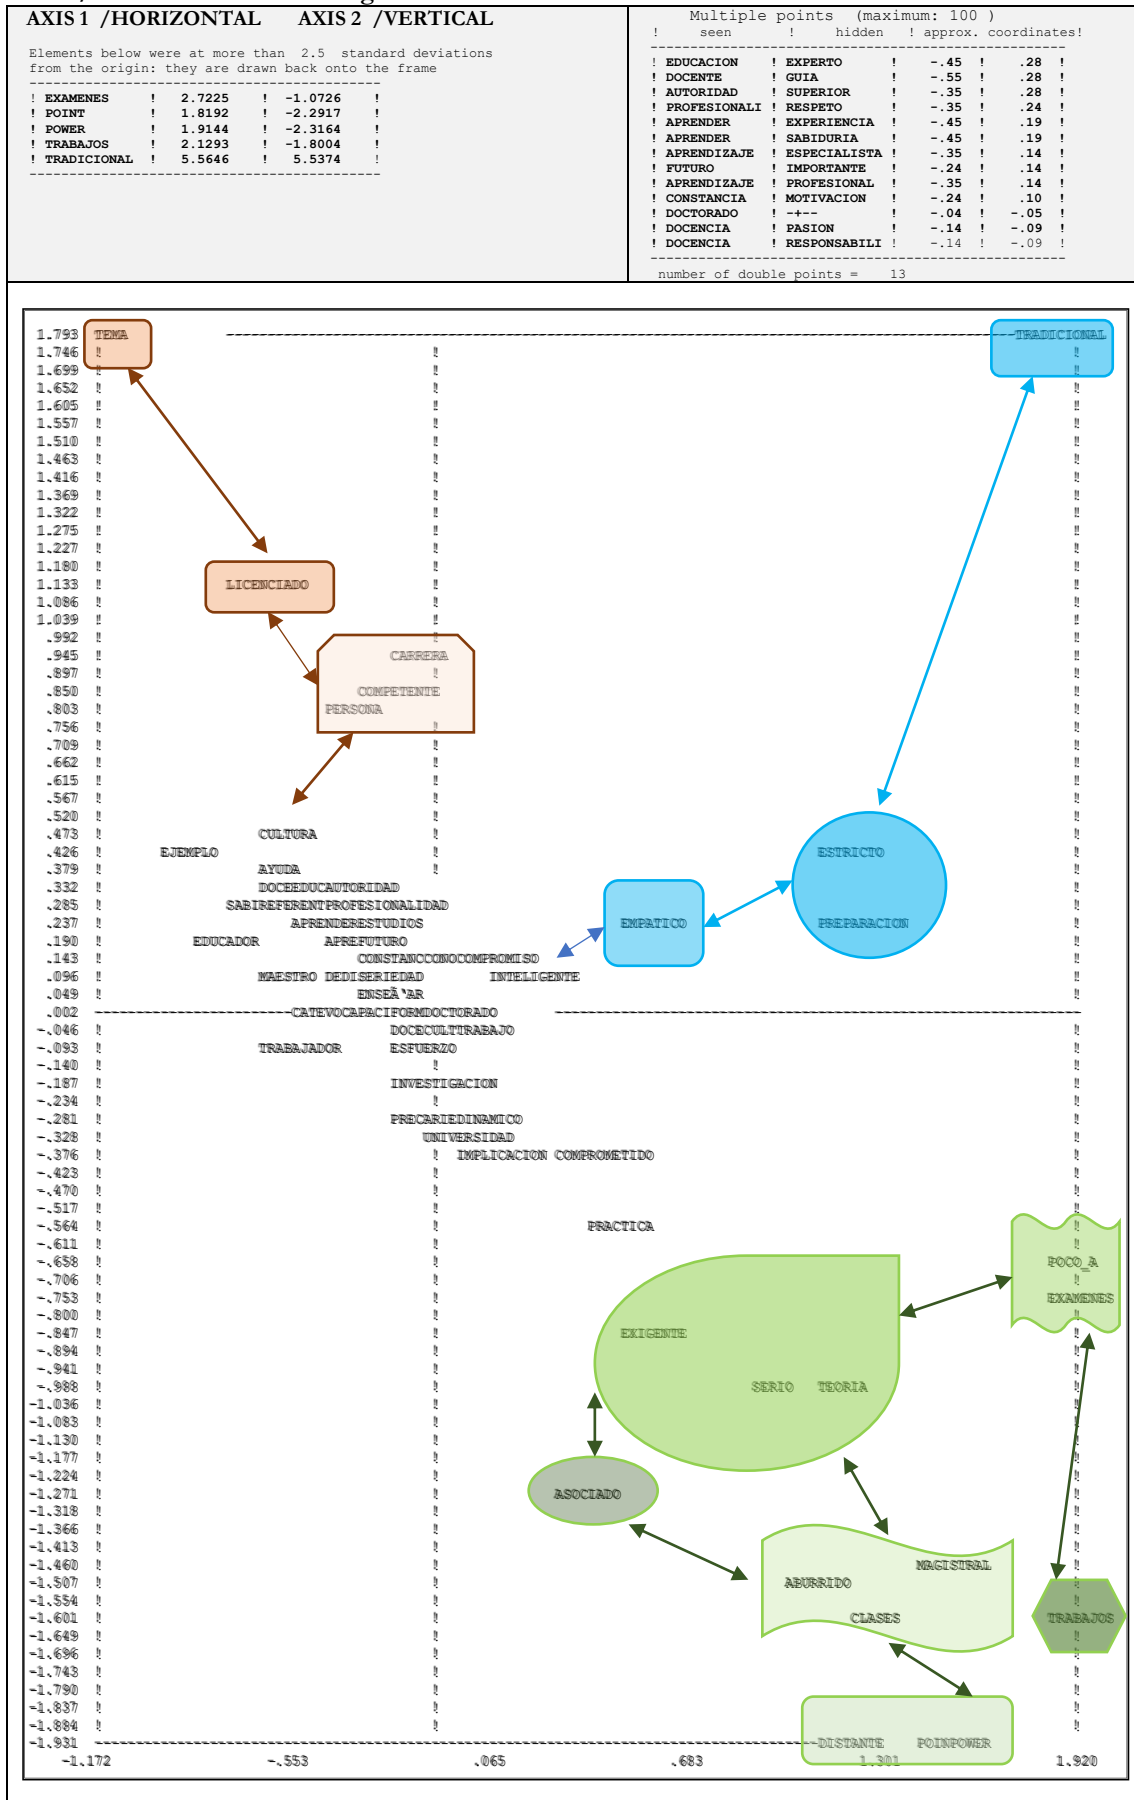 AXIS 1 /HORIZONTAL AXIS 2 /VERTICAL
Elements below were at more than 2.5 standard deviations
from the origin: they are drawn back onto the frame
---------------------------------------------
! EXAMENES ! 2.7225 ! -1.0726 !
! POINT ! 1.8192 ! -2.2917 !
! POWER ! 1.9144 ! -2.3164 !
! TRABAJOS ! 2.1293 ! -1.8004 !
! TRADICIONAL ! 5.5646 ! 5.5374 !
---------------------------------------------
Multiple points (maximum: 100 )
! seen ! hidden ! approx. coordinates!
-----------------------------------------------------
! EDUCACION ! EXPERTO ! -.45 ! .28 !
! DOCENTE ! GUIA ! -.55 ! .28 !
! AUTORIDAD ! SUPERIOR ! -.35 ! .28 !
! PROFESIONALI ! RESPETO ! -.35 ! .24 !
! APRENDER ! EXPERIENCIA ! -.45 ! .19 !
! APRENDER ! SABIDURIA ! -.45 ! .19 !
! APRENDIZAJE ! ESPECIALISTA ! -.35 ! .14 !
! FUTURO ! IMPORTANTE ! -.24 ! .14 !
! APRENDIZAJE ! PROFESIONAL ! -.35 ! .14 !
! CONSTANCIA ! MOTIVACION ! -.24 ! .10 !
! DOCTORADO ! -+-- ! -.04 ! -.05 !
! DOCENCIA ! PASION ! -.14 ! -.09 !
! DOCENCIA ! RESPONSABILI ! -.14 ! -.09 !
-----------------------------------------------------
number of double points = 13
1.793 TEMA TRADICIONAL
1.746 ! ! !
1.699 ! ! !
1.652 ! ! !
1.605 ! ! !
1.557 ! ! !
1.510 ! ! !
1.463 ! ! !
1.416 ! ! !
1.369 ! ! !
1.322 ! ! !
1.275 ! ! !
1.227 ! ! !
1.180 ! ! !
1.133 ! LICENCIADO ! !
1.086 ! ! !
1.039 ! ! !
.992 ! ! !
.945 ! CARRERA !
.897 ! ! !
.850 ! COMPETENTE !
.803 ! PERSONA !
.756 ! ! !
.709 ! ! !
.662 ! ! !
.615 ! ! !
.567 ! ! !
.520 ! ! !
.473 ! CULTURA ! !
.426 ! EJEMPLO ! ESTRICTO !
.379 ! AYUDA ! !
.332 ! DOCEEDUCAUTORIDAD !
.285 ! SABIREFERENTPROFESIONALIDAD !
.237 ! APRENDERESTUDIOS EMPATICO PREPARACION !
.190 ! EDUCADOR APREFUTURO !
.143 ! CONSTANCCONOCOMPROMISO !
.096 ! MAESTRO DEDISERIEDAD INTELIGENTE !
.049 ! ENSEÃ‘AR !
.002 -----------------------CATEVOCAPACIFORMDOCTORADO -----------------------
-.046 ! DOCECULTTRABAJO !
-.093 ! TRABAJADOR ESFUERZO !
-.140 ! ! !
-.187 ! INVESTIGACION !
-.234 ! ! !
-.281 ! PRECARIEDINAMICO !
-.328 ! UNIVERSIDAD !
-.376 ! ! IMPLICACION COMPROMETIDO !
-.423 ! ! !
-.470 ! ! !
-.517 ! ! !
-.564 ! ! PRACTICA !
-.611 ! ! !
-.658 ! ! POCO_A
-.706 ! ! !
-.753 ! ! EXAMENES
-.800 ! ! !
-.847 ! ! EXIGENTE !
-.894 ! ! !
-.941 ! ! !
-.988 ! ! SERIO TEORIA !
-1.036 ! ! !
-1.083 ! ! !
-1.130 ! ! !
-1.177 ! ! !
-1.224 ! ! !
-1.271 ! ! ASOCIADO !
-1.318 ! ! !
-1.366 ! ! !
-1.413 ! ! !
-1.460 ! ! MAGISTRAL !
-1.507 ! ! ABURRIDO !
-1.554 ! ! !
-1.601 ! ! CLASES TRABAJOS
-1.649 ! ! !
-1.696 ! ! !
-1.743 ! ! !
-1.790 ! ! !
-1.837 ! ! !
-1.884 ! ! !
-1.931 -----------------------DISTANTE POINPOWER
-1.172 -.553 .065 .683 1.301 1.920